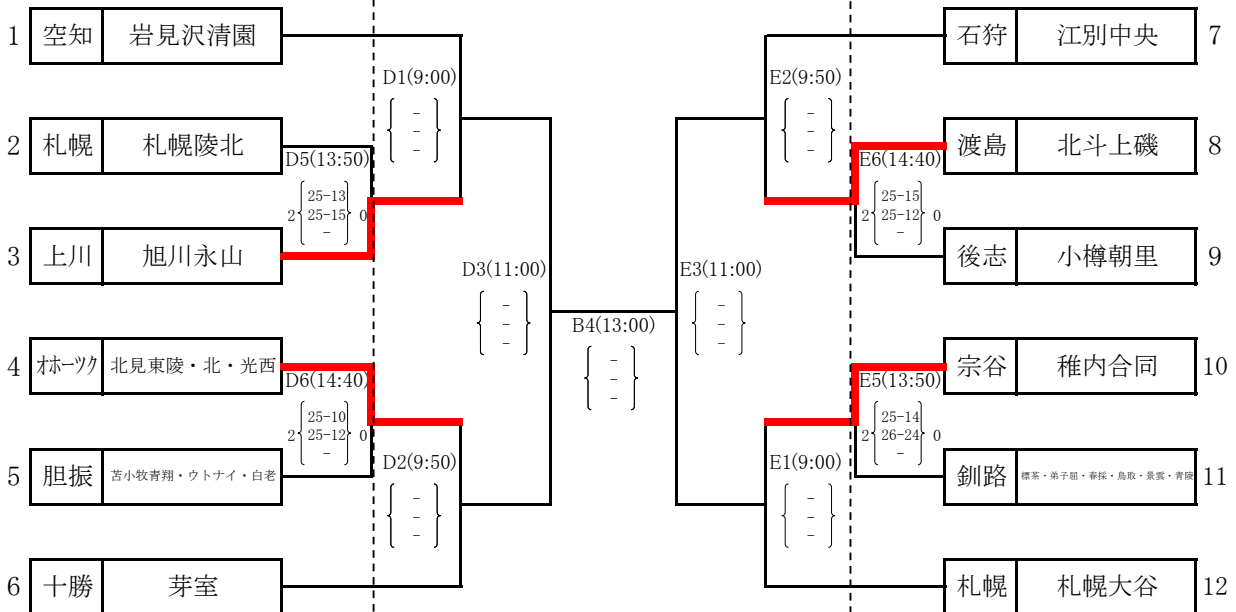 1 空知 岩見沢清園
石狩 江別中央 7
D1(9:00)
-
-
-
E2(9:50)
-
-
-
2 札幌 札幌陵北
渡島 北斗上磯 8
D5(13:50)
25-13
2 25-15 0
-
E6(14:40)
25-15
2 25-12 0
-
3 上川 旭川永山
後志 小樽朝里 9
D3(11:00)
-
-
-
E3(11:00)
-
-
-
B4(13:00)
-
-
-
4 オホーツク 北見東陵・北・光西
宗谷 稚内合同 10
D6(14:40)
25-10
2 25-12 0
-
E5(13:50)
25-14
2 26-24 0
-
5 胆振 苫小牧青翔・ウトナイ・白老
釧路 標茶・弟子屈・春採・鳥取・景雲・青陵 11
D2(9:50)
-
-
-
E1(9:00)
-
-
-
6 十勝 芽室
札幌 札幌大谷 12